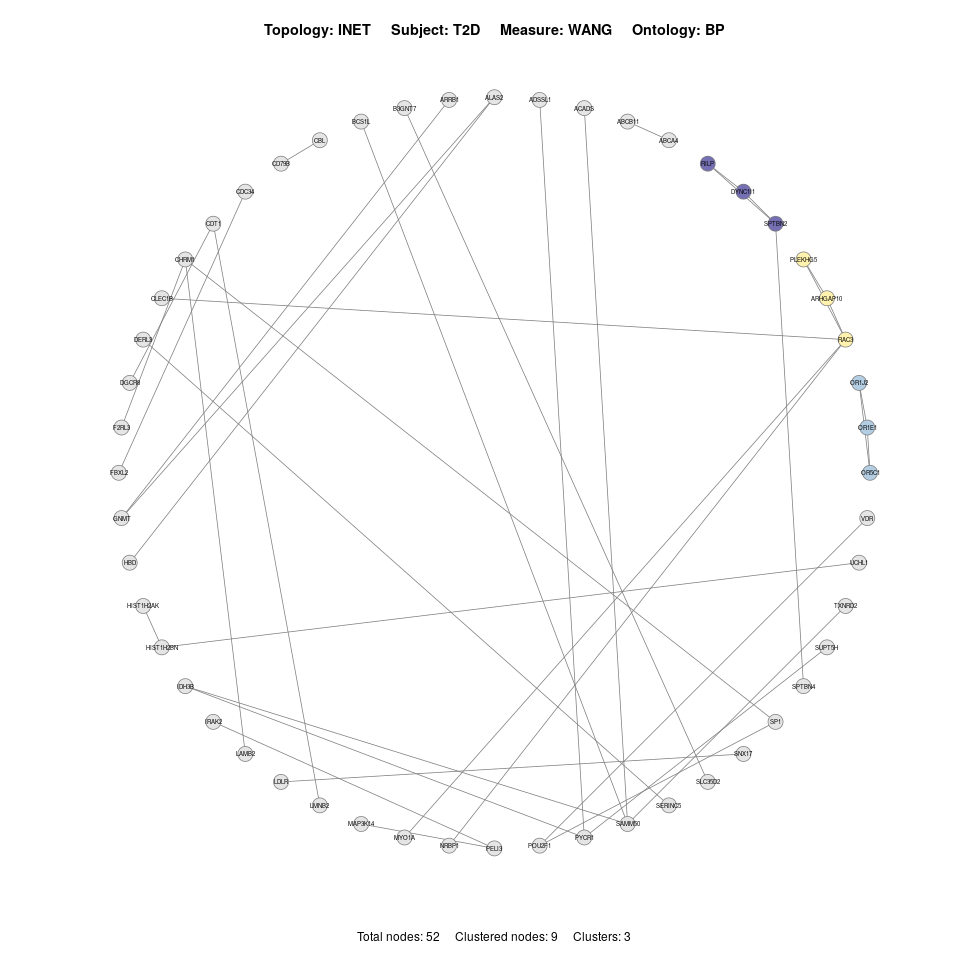 Topology: INET Subject: T2D Measure: WANG Ontology: BP
ALAS2
ARRB1
ADSSL1
B3GNT7
ACADS
BCS1L
ABCB11
CBL
ABCA4
CD79B
RILP
CDC34
DYNC1I1
CDT1
SPTBN2
CHRM1
PLEKHG5
CLEC1B
ARHGAP10
DERL3
RAC3
DGCR8
OR1J2
F2RL3
OR1E1
FBXL2
OR5C1
GNMT
VDR
HBD
UCHL1
HIST1H2AK
TXNRD2
HIST1H2BN
SUPT5H
IDH3B
SPTBN4
IRAK2
SP1
LAMB2
SNX17
LDLR
SLC35D2
LMNB2
SERINC5
MAP3K14
SAMM50
MYO1A
PYCR1
NRBP1
POU2F1
PELI3
Total nodes: 52 Clustered nodes: 9 Clusters: 3